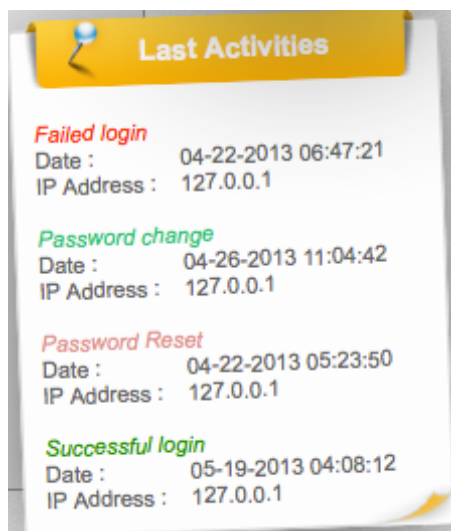 Last Activities
Failed login
Date : 04-22-2013 06:47:21
IP Address : 127.0.0.1
Password change
Date : 04-26-2013 11:04:42
IP Address : 127.0.0.1
Password Reset
Date : 04-22-2013 05:23:50
IP Address : 127.0.0.1
Successful login
Date : 05-19-2013 04:08:12
IP Address : 127.0.0.1